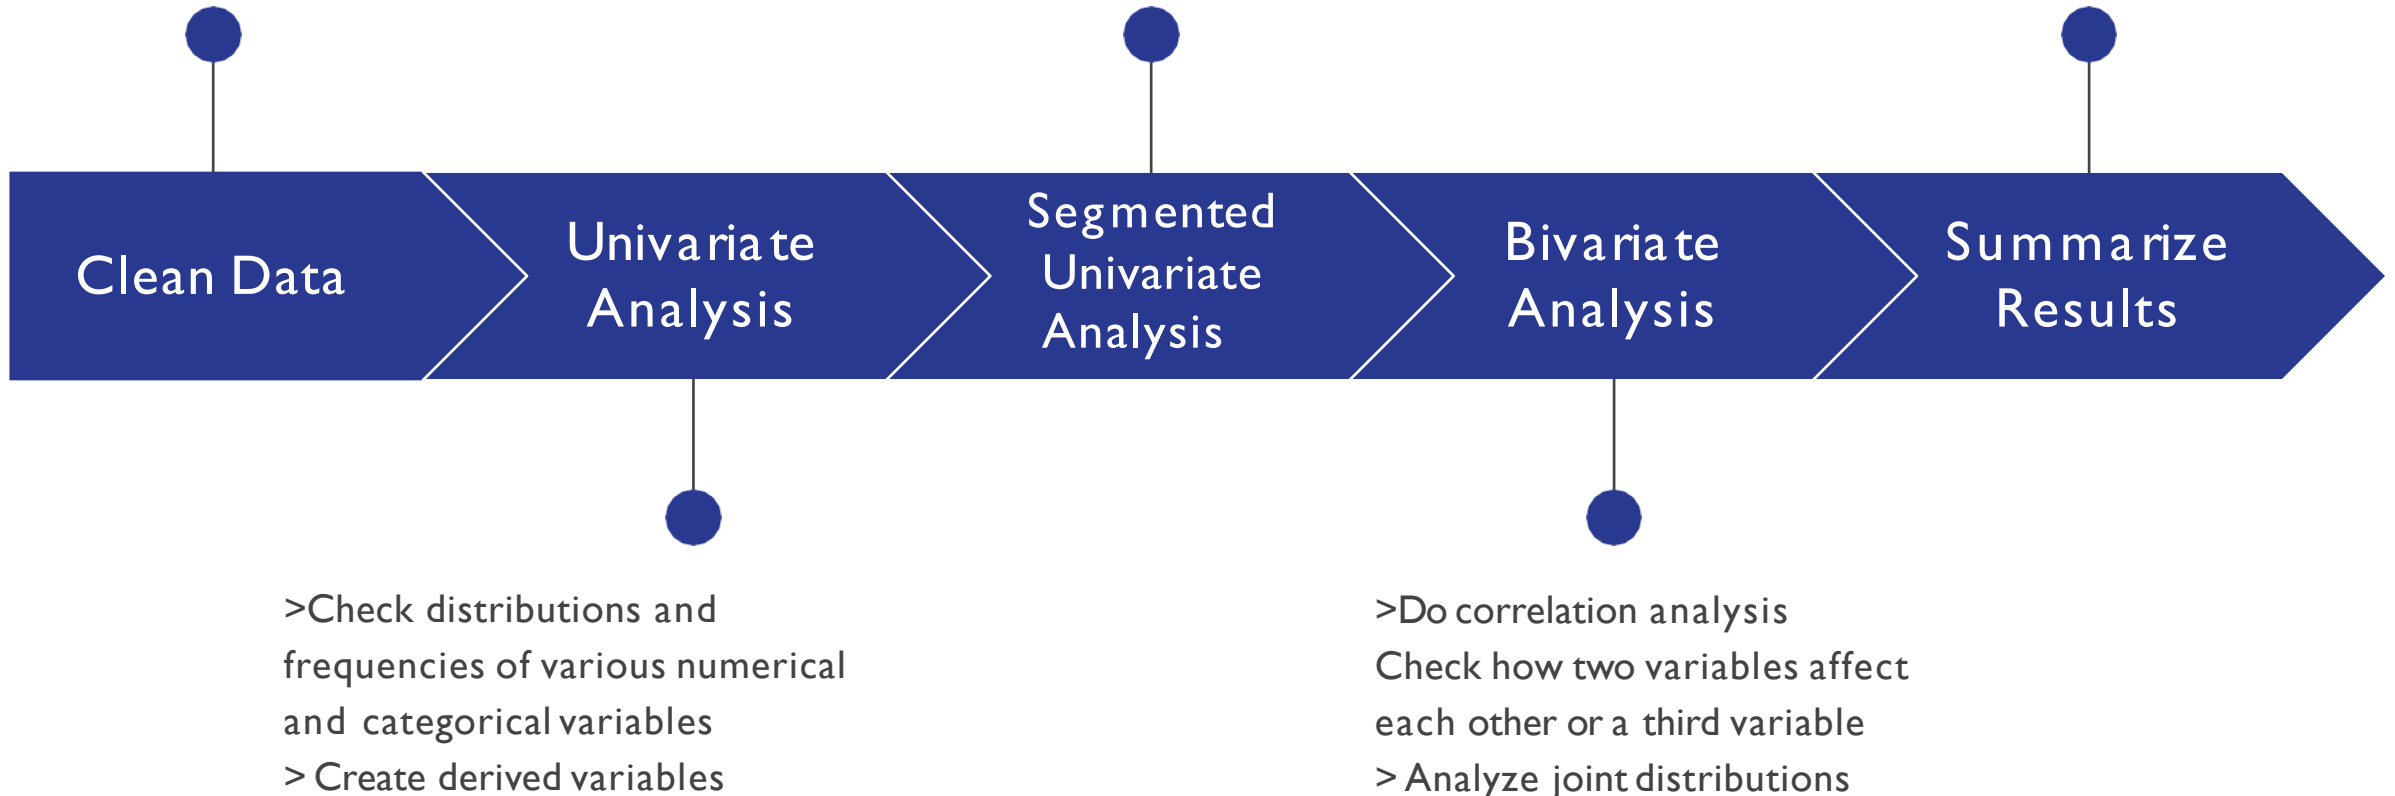 Clean Data
Univariate
Analysis
Segmented
Univariate
Analysis
Bivariate
Analysis
Summarize
Results
>Check distributions and
frequencies of various numerical
and categorical variables
> Create derived variables
>Do correlation analysis
Check how two variables affect
each other or a third variable
> Analyze joint distributions